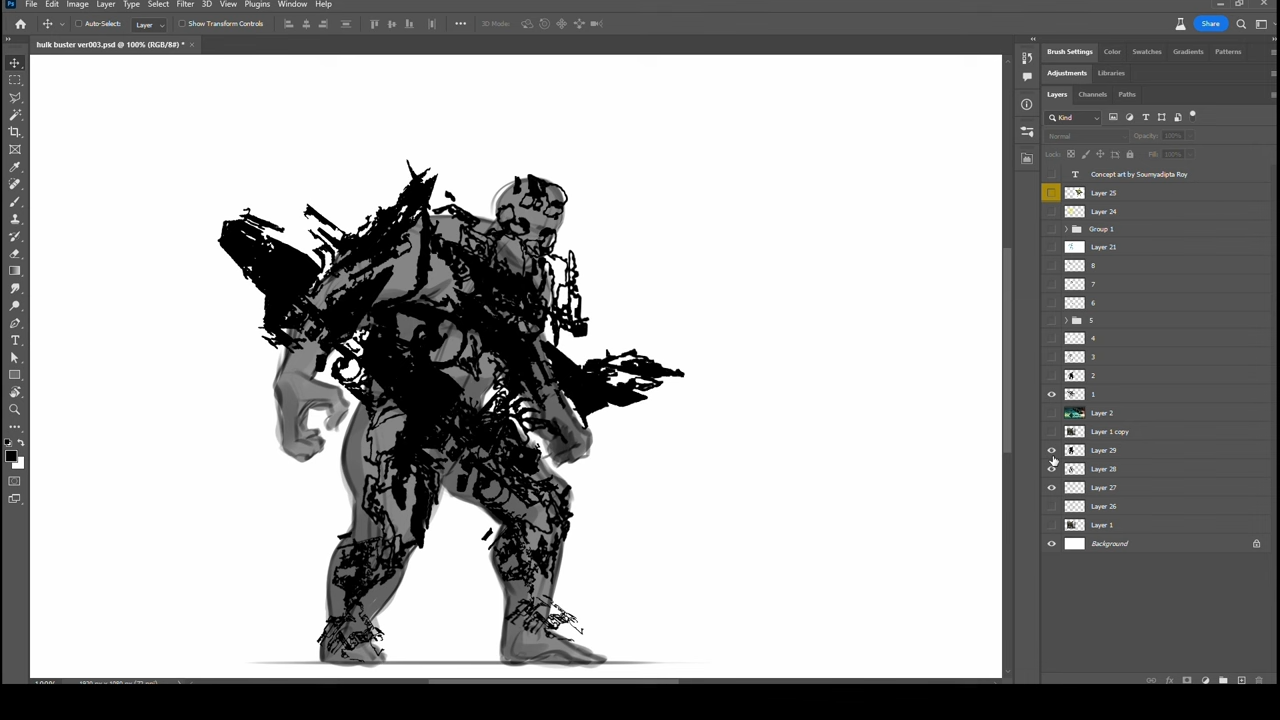 Ps File Edit Image Layer Type Select Filter 3D View Plugins Window Help
Auto-Select: Layer Show Transform Controls 3D Mode: Share
hulk buster ver003.psd @ 100% (RGB/8#) * ×
Brush Settings Color Swatches Gradients Patterns
Adjustments Libraries
Layers Channels Paths
Kind
Normal Opacity: 100%
Lock: Fill: 100%
T Concept art by Soumyadipta Roy
Layer 25
Layer 24
Group 1
Layer 21
8
7
6
5
4
3
2
1
Layer 2
Layer 1 copy
Layer 29
Layer 28
Layer 27
Layer 26
Layer 1
Background